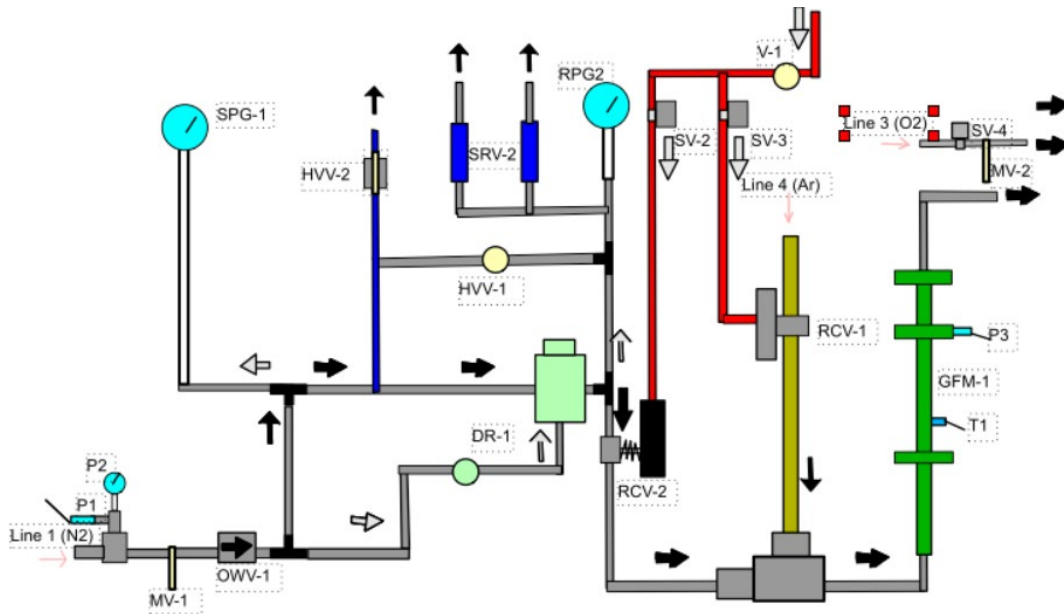 V-1
RPG2
SPG-1
Line 3 (O2)
SV-4
SRV-2
SV-2
SV-3
HVV-2
MV-2
Line 4 (Ar)
HVV-1
RCV-1
P3
GFM-1
DR-1
T1
P2
RCV-2
P1
Line 1 (N2)
OWV-1
MV-1